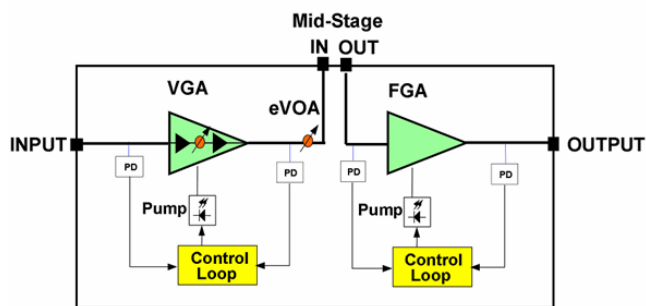 Mid-Stage
IN OUT
VGA
eVOA
FGA
INPUT
OUTPUT
PD
PD
PD
PD
Pump
Pump
Control
Loop
Control
Loop